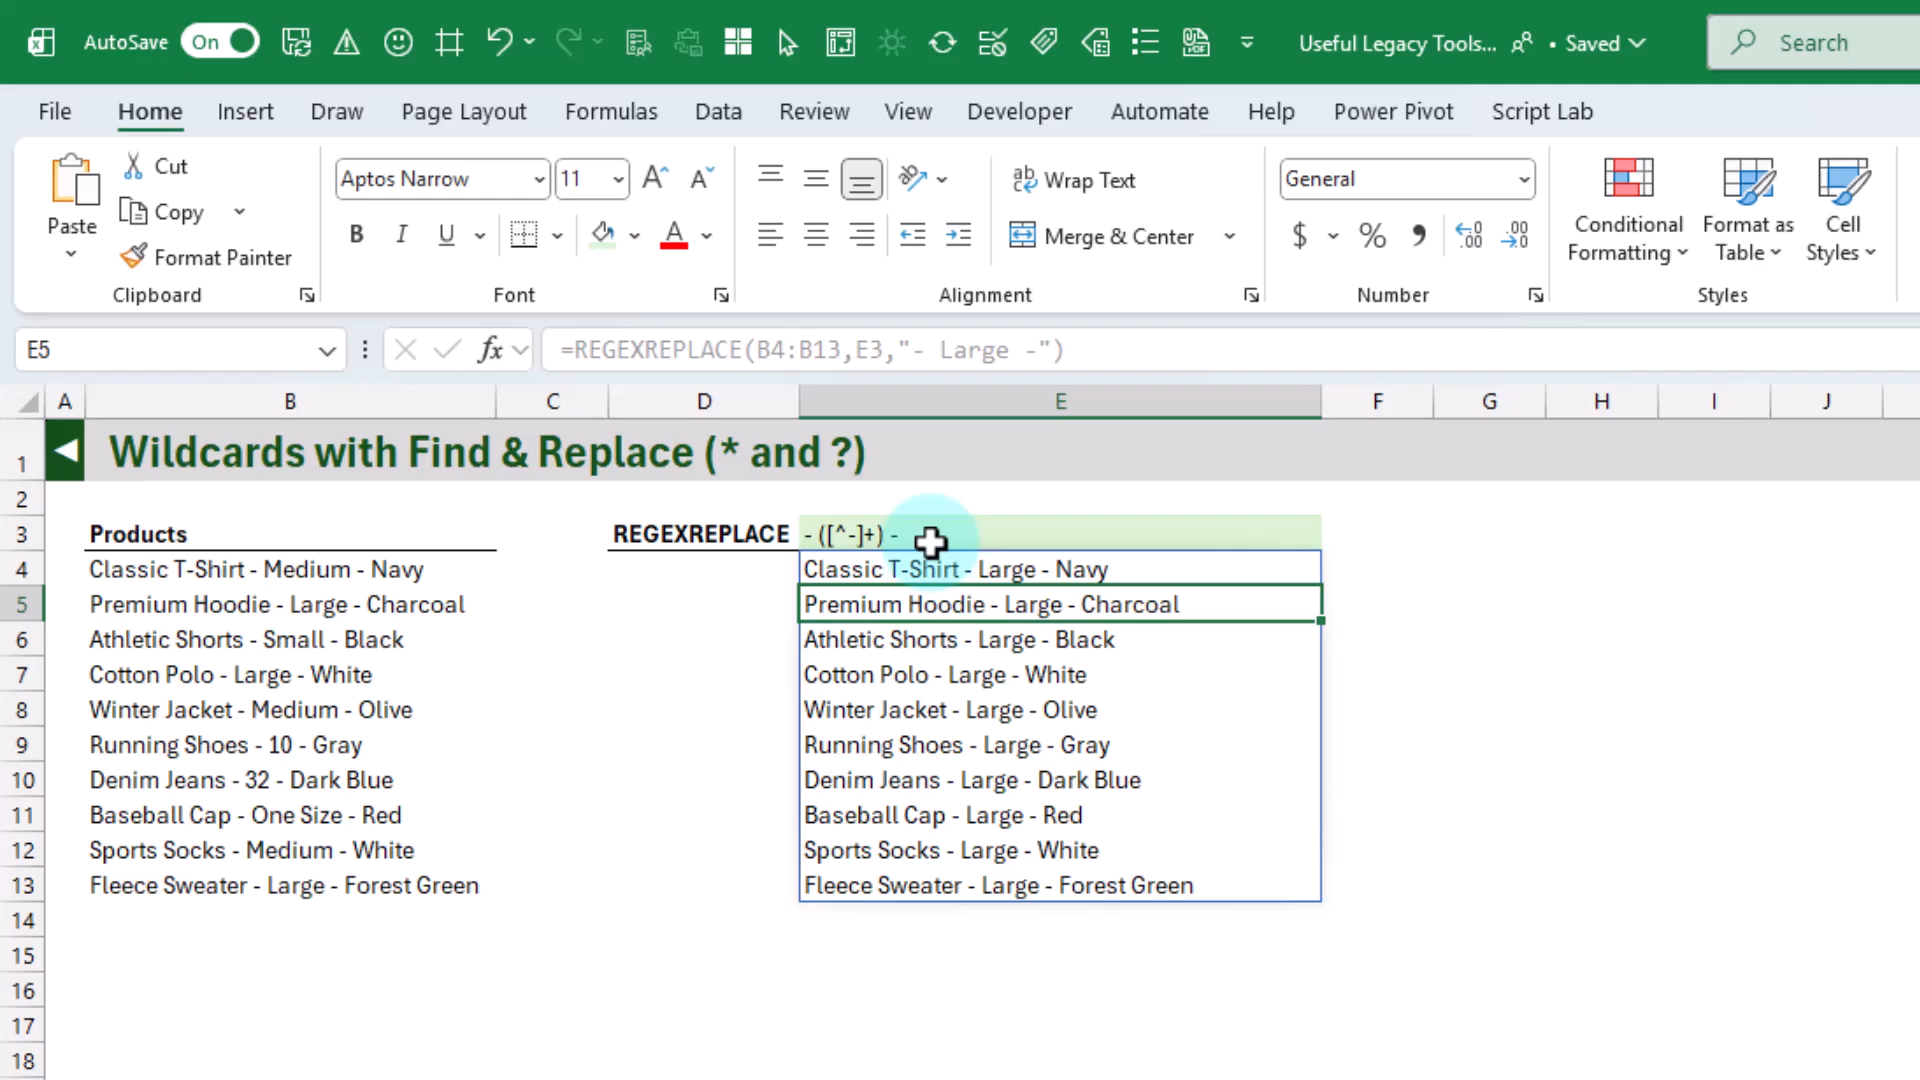 AutoSave On Useful Legacy Tools... • Saved Search
File Home Insert Draw Page Layout Formulas Data Review View Developer Automate Help Power Pivot Script Lab
Paste Cut Copy Format Painter
Clipboard
Aptos Narrow 11
B I U A
Font
Wrap Text
Merge & Center
Alignment
General
$ % 9 .00 .00
Number
Conditional Formatting
Format as Table
Cell Styles
Styles
E5 fx =REGEXREPLACE(B4:B13,E3,"- Large -")
A B C D E F G H I J
1 Wildcards with Find & Replace (* and ?)
2
3 Products REGEXREPLACE - ([^-]+) -
4 Classic T-Shirt - Medium - Navy Classic T-Shirt - Large - Navy
5 Premium Hoodie - Large - Charcoal Premium Hoodie - Large - Charcoal
6 Athletic Shorts - Small - Black Athletic Shorts - Large - Black
7 Cotton Polo - Large - White Cotton Polo - Large - White
8 Winter Jacket - Medium - Olive Winter Jacket - Large - Olive
9 Running Shoes - 10 - Gray Running Shoes - Large - Gray
10 Denim Jeans - 32 - Dark Blue Denim Jeans - Large - Dark Blue
11 Baseball Cap - One Size - Red Baseball Cap - Large - Red
12 Sports Socks - Medium - White Sports Socks - Large - White
13 Fleece Sweater - Large - Forest Green Fleece Sweater - Large - Forest Green
14
15
16
17
18